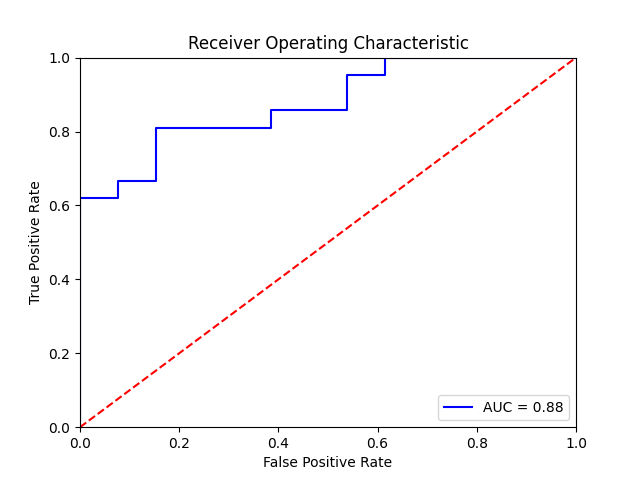 Receiver Operating Characteristic
1.0
0.8
0.6
0.4
0.2
0.0
True Positive Rate
AUC = 0.88
0.0 0.2 0.4 0.6 0.8 1.0
False Positive Rate